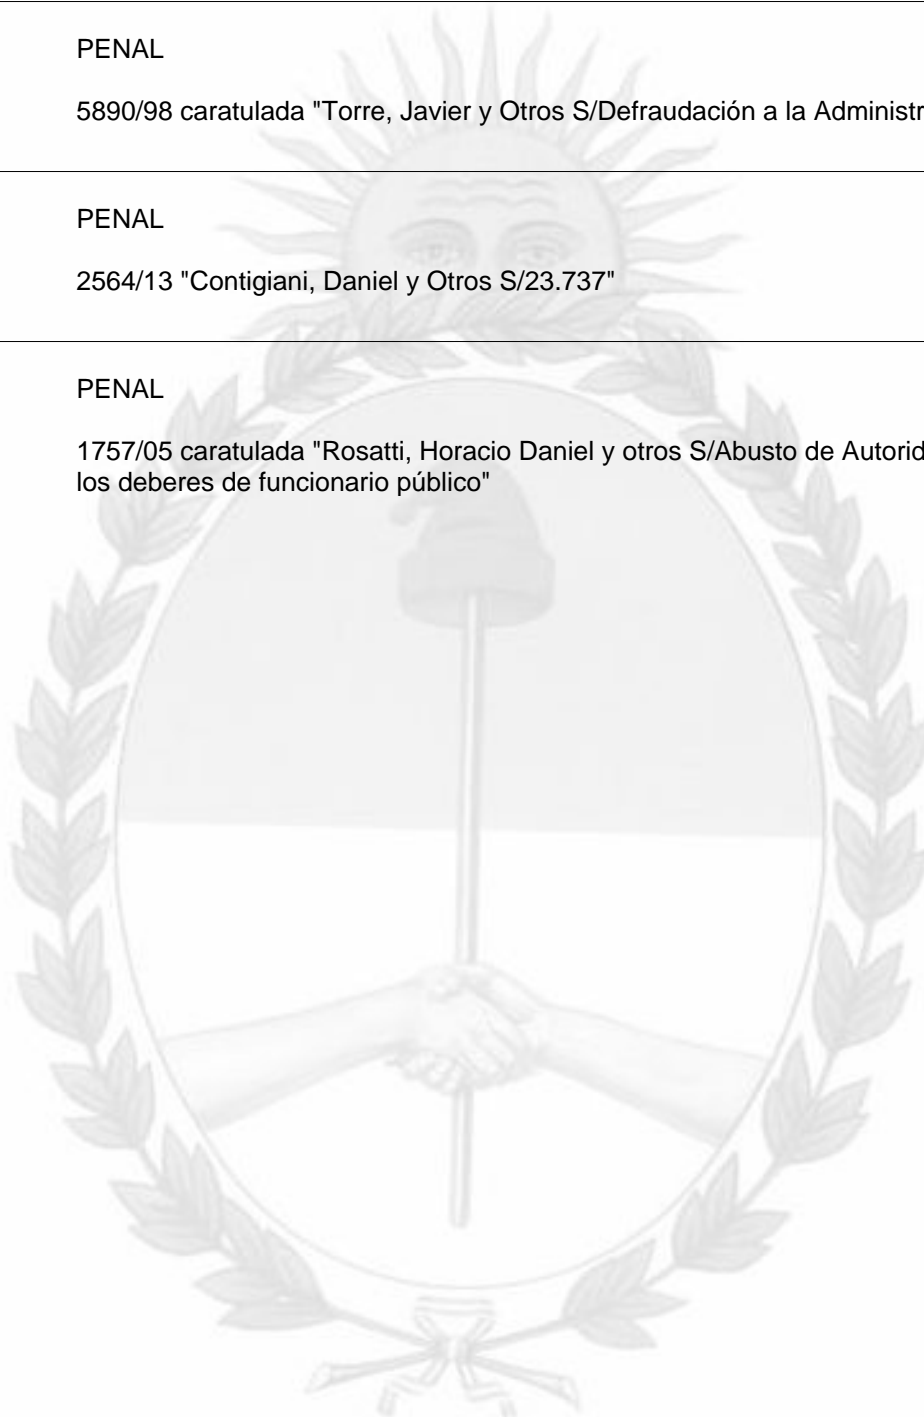 PENAL
5890/98 caratulada "Torre, Javier y Otros S/Defraudación a la Administr
PENAL
2564/13 "Contigiani, Daniel y Otros S/23.737"
PENAL
1757/05 caratulada "Rosatti, Horacio Daniel y otros S/Abusto de Autorid
los deberes de funcionario público"